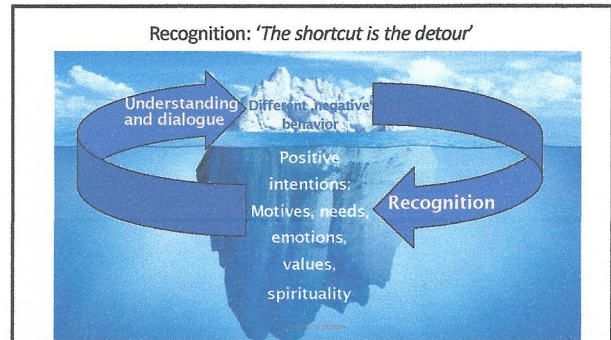 Recognition: ‘The shortcut is the detour’
Understanding
and dialogue
Different ‚negative‘
behavior
Positive
intentions:
Motives, needs,
emotions,
values,
spirituality
Recognition